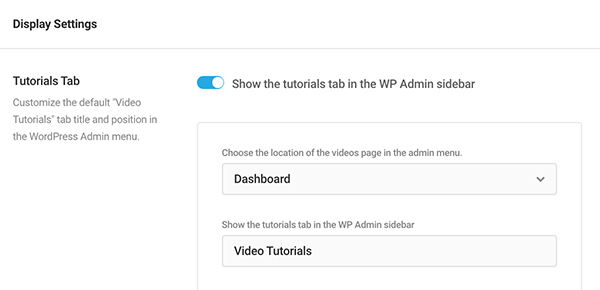 Display Settings
Tutorials Tab
Customize the default "Video
Tutorials" tab title and position in
the WordPress Admin menu.
Show the tutorials tab in the WP Admin sidebar
Choose the location of the videos page in the admin menu.
Dashboard
Show the tutorials tab in the WP Admin sidebar
Video Tutorials